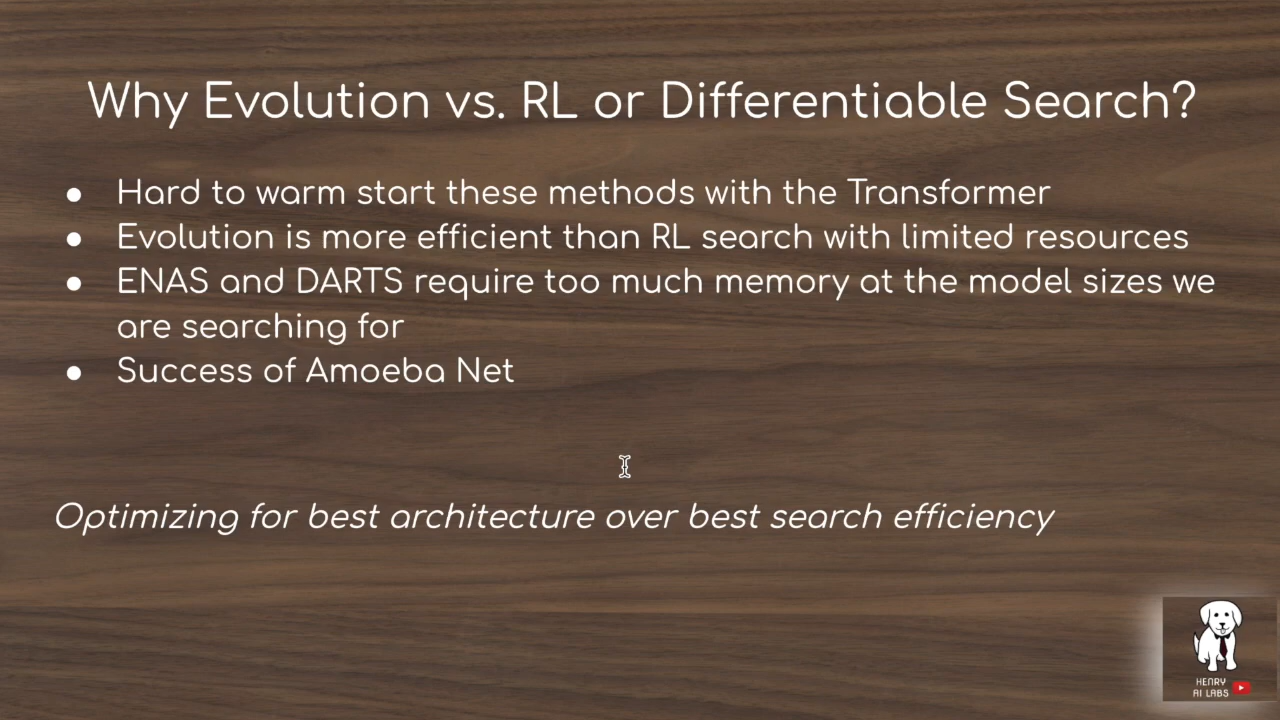 Why Evolution vs. RL or Differentiable Search?
● Hard to warm start these methods with the Transformer
● Evolution is more efficient than RL search with limited resources
● ENAS and DARTS require too much memory at the model sizes we
are searching for
● Success of Amoeba Net
Optimizing for best architecture over best search efficiency
HENRY
AI LABS